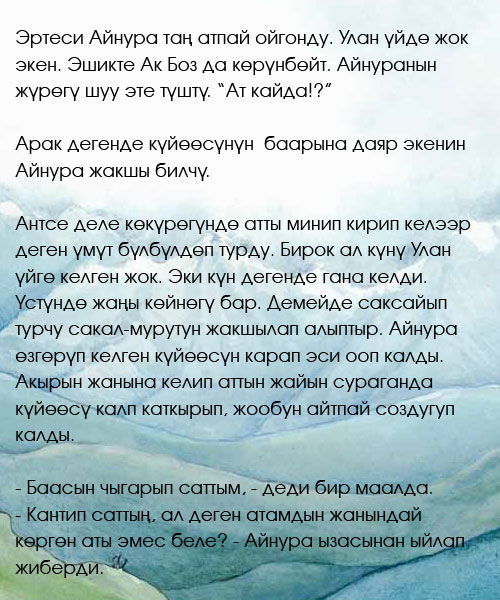 Эртеси Айнура таң атпай ойгонду. Улан үйдө жок
экен. Эшикте Ак Боз да көрүнбөйт. Айнуранын
жүрөгү шуу эте түштү. “Ат кайда!?”
Арак дегенде күйөөсүнүн баарына даяр экенин
Айнура жакшы билчү.
Антсе деле көкүрөгүндө атты минип кирип келээр
деген үмүт бүлбүлдөп турду. Бирок ал күнү Улан
үйгө келген жок. Эки күн дегенде гана келди.
Үстүндө жаңы көйнөгү бар. Демейде саксайып
турчу сакал-мурутун жакшылап алыптыр. Айнура
өзгөрүп келген күйөөсүн карап эси ооп калды.
Акырын жанына келип аттын жайын сураганда
күйөөсү калп каткырып, жообун айтпай создугуп
калды.
- Баасын чыгарып саттым, - деди бир маалда.
- Кантип саттың, ал деген атамдын жанындай
көргөн аты эмес беле? - Айнура ызасынан ыйлап
жиберди.